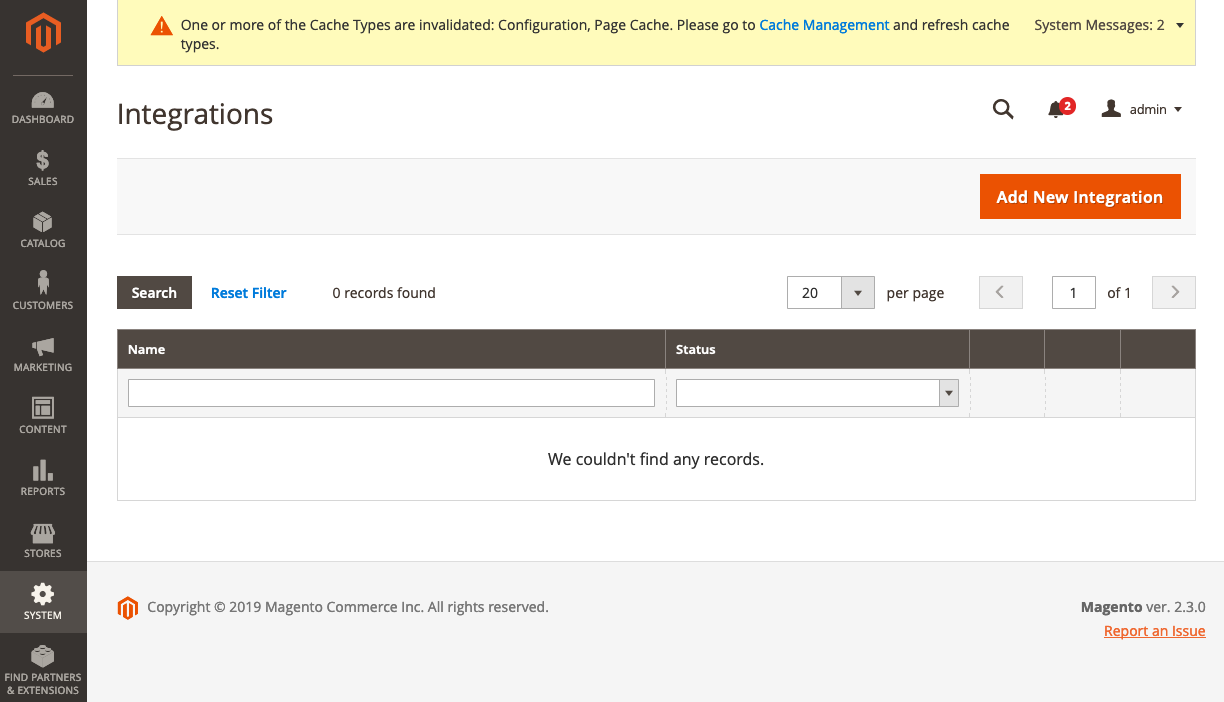 One or more of the Cache Types are invalidated: Configuration, Page Cache. Please go to Cache Management and refresh cache
types.
System Messages: 2
Integrations
2
admin
DASHBOARD
SALES
CATALOG
CUSTOMERS
MARKETING
CONTENT
REPORTS
STORES
SYSTEM
FIND PARTNERS
& EXTENSIONS
Add New Integration
Search Reset Filter 0 records found 20 per page 1 of 1
Name Status
We couldn't find any records.
Copyright © 2019 Magento Commerce Inc. All rights reserved.
Magento ver. 2.3.0
Report an Issue